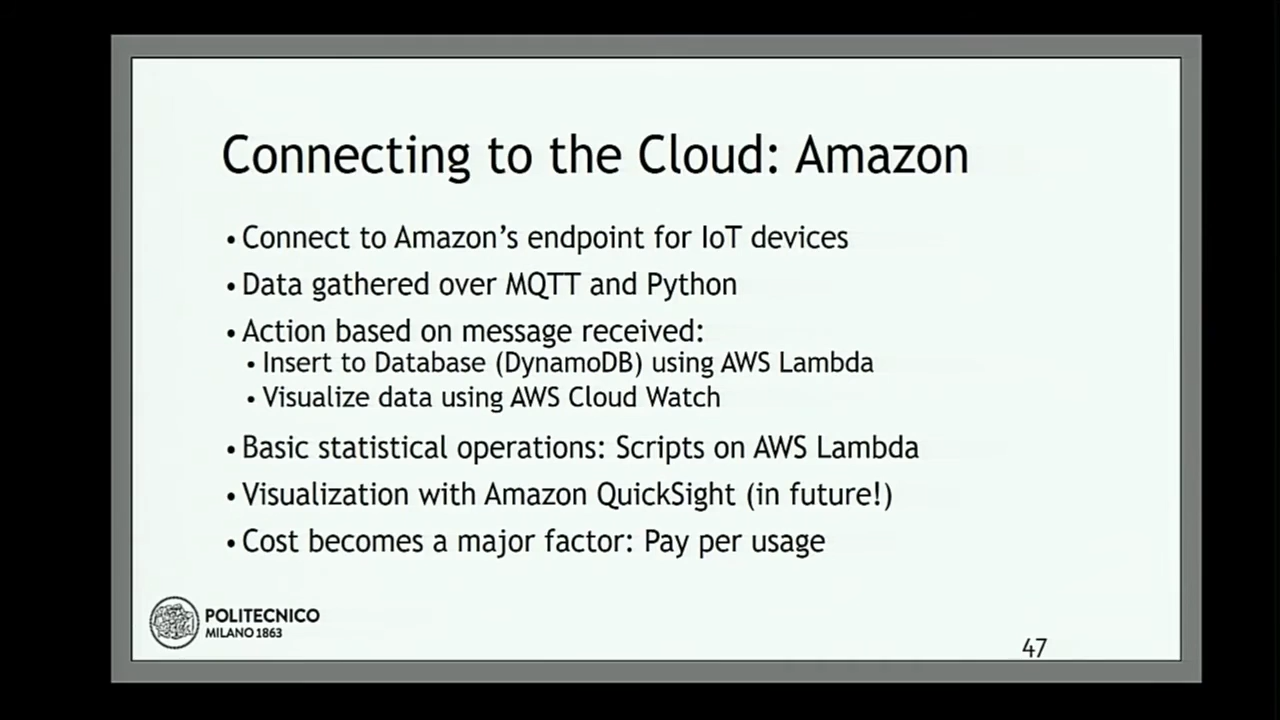 Connecting to the Cloud: Amazon
• Connect to Amazon’s endpoint for IoT devices
• Data gathered over MQTT and Python
• Action based on message received:
• Insert to Database (DynamoDB) using AWS Lambda
• Visualize data using AWS Cloud Watch
• Basic statistical operations: Scripts on AWS Lambda
• Visualization with Amazon QuickSight (in future!)
• Cost becomes a major factor: Pay per usage
POLITECNICO
MILANO 1863
47